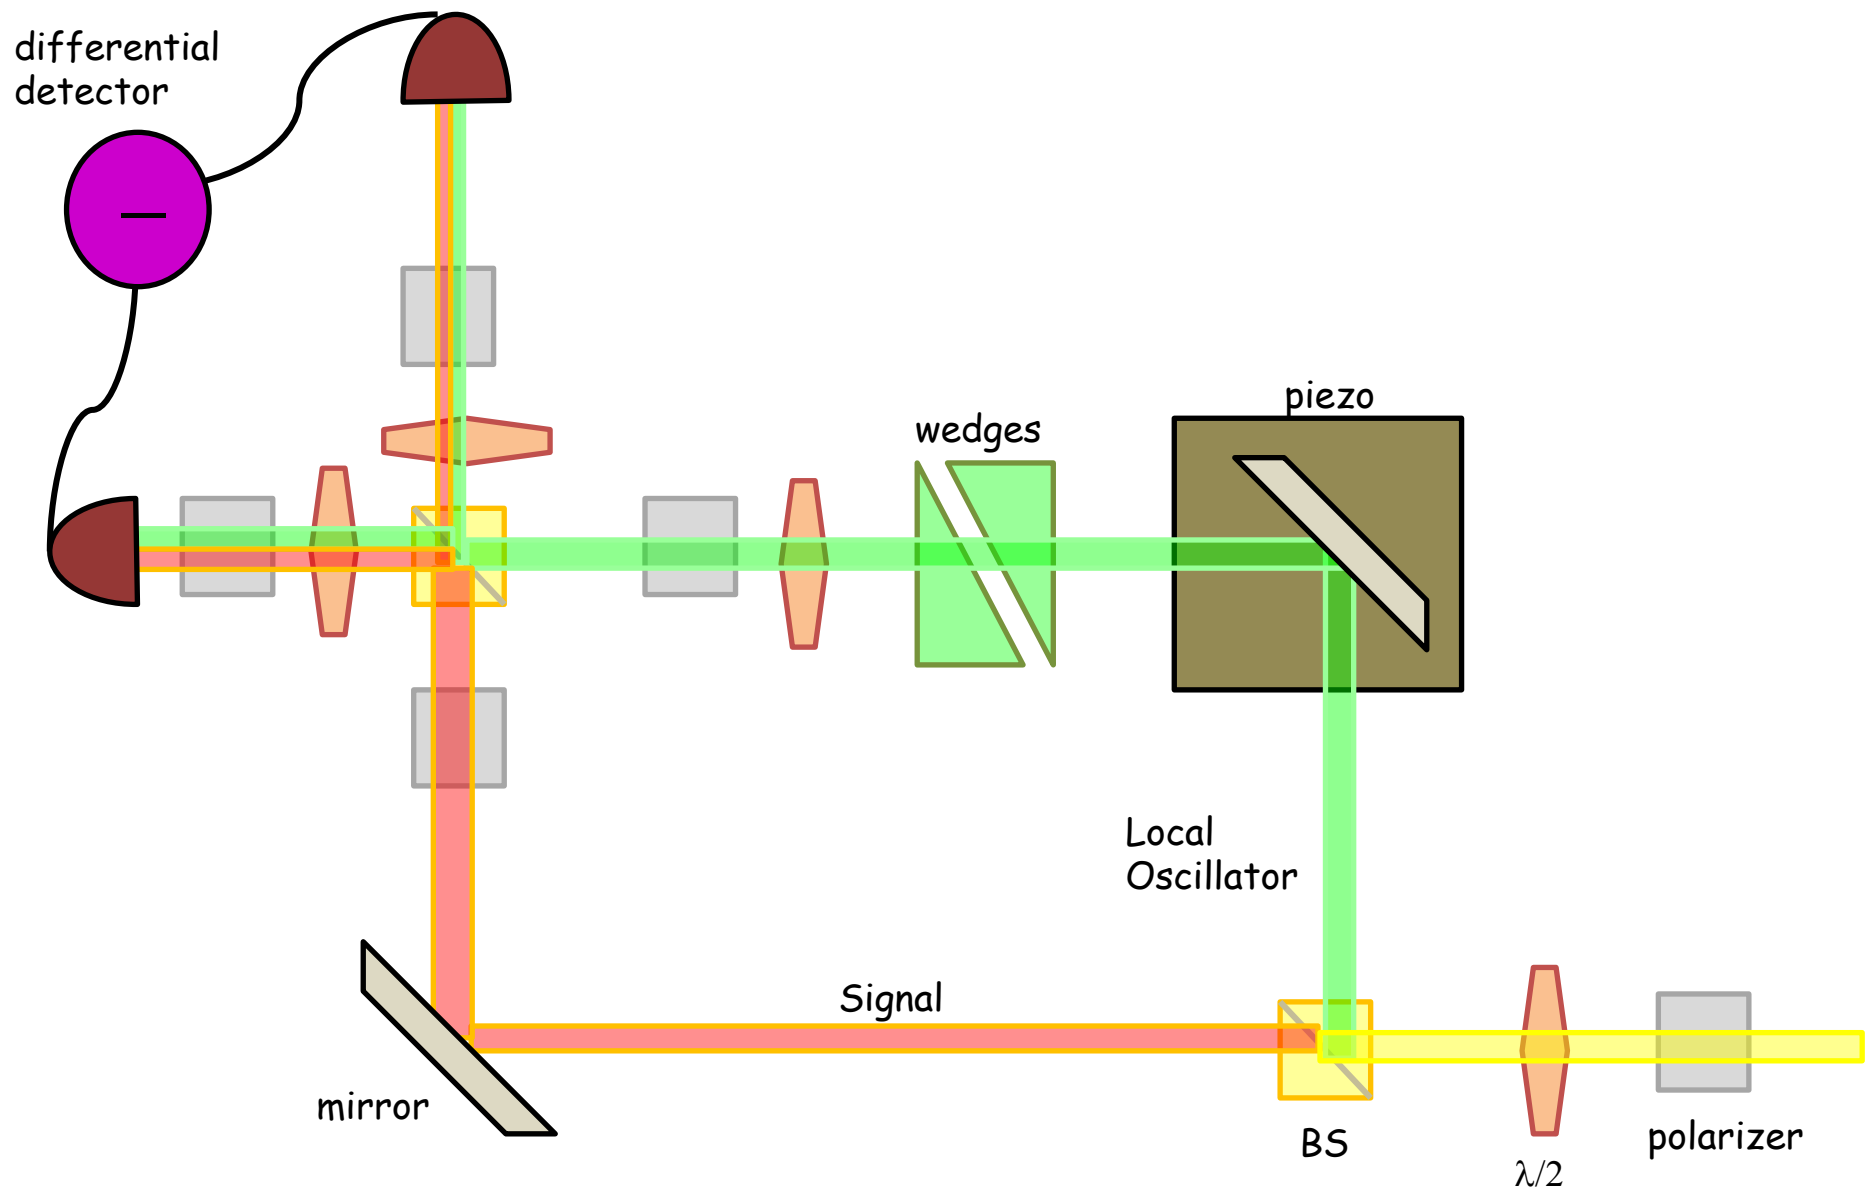 differential
detector
piezo
wedges
Local
Oscillator
Signal
mirror
BS
polarizer
λ/2